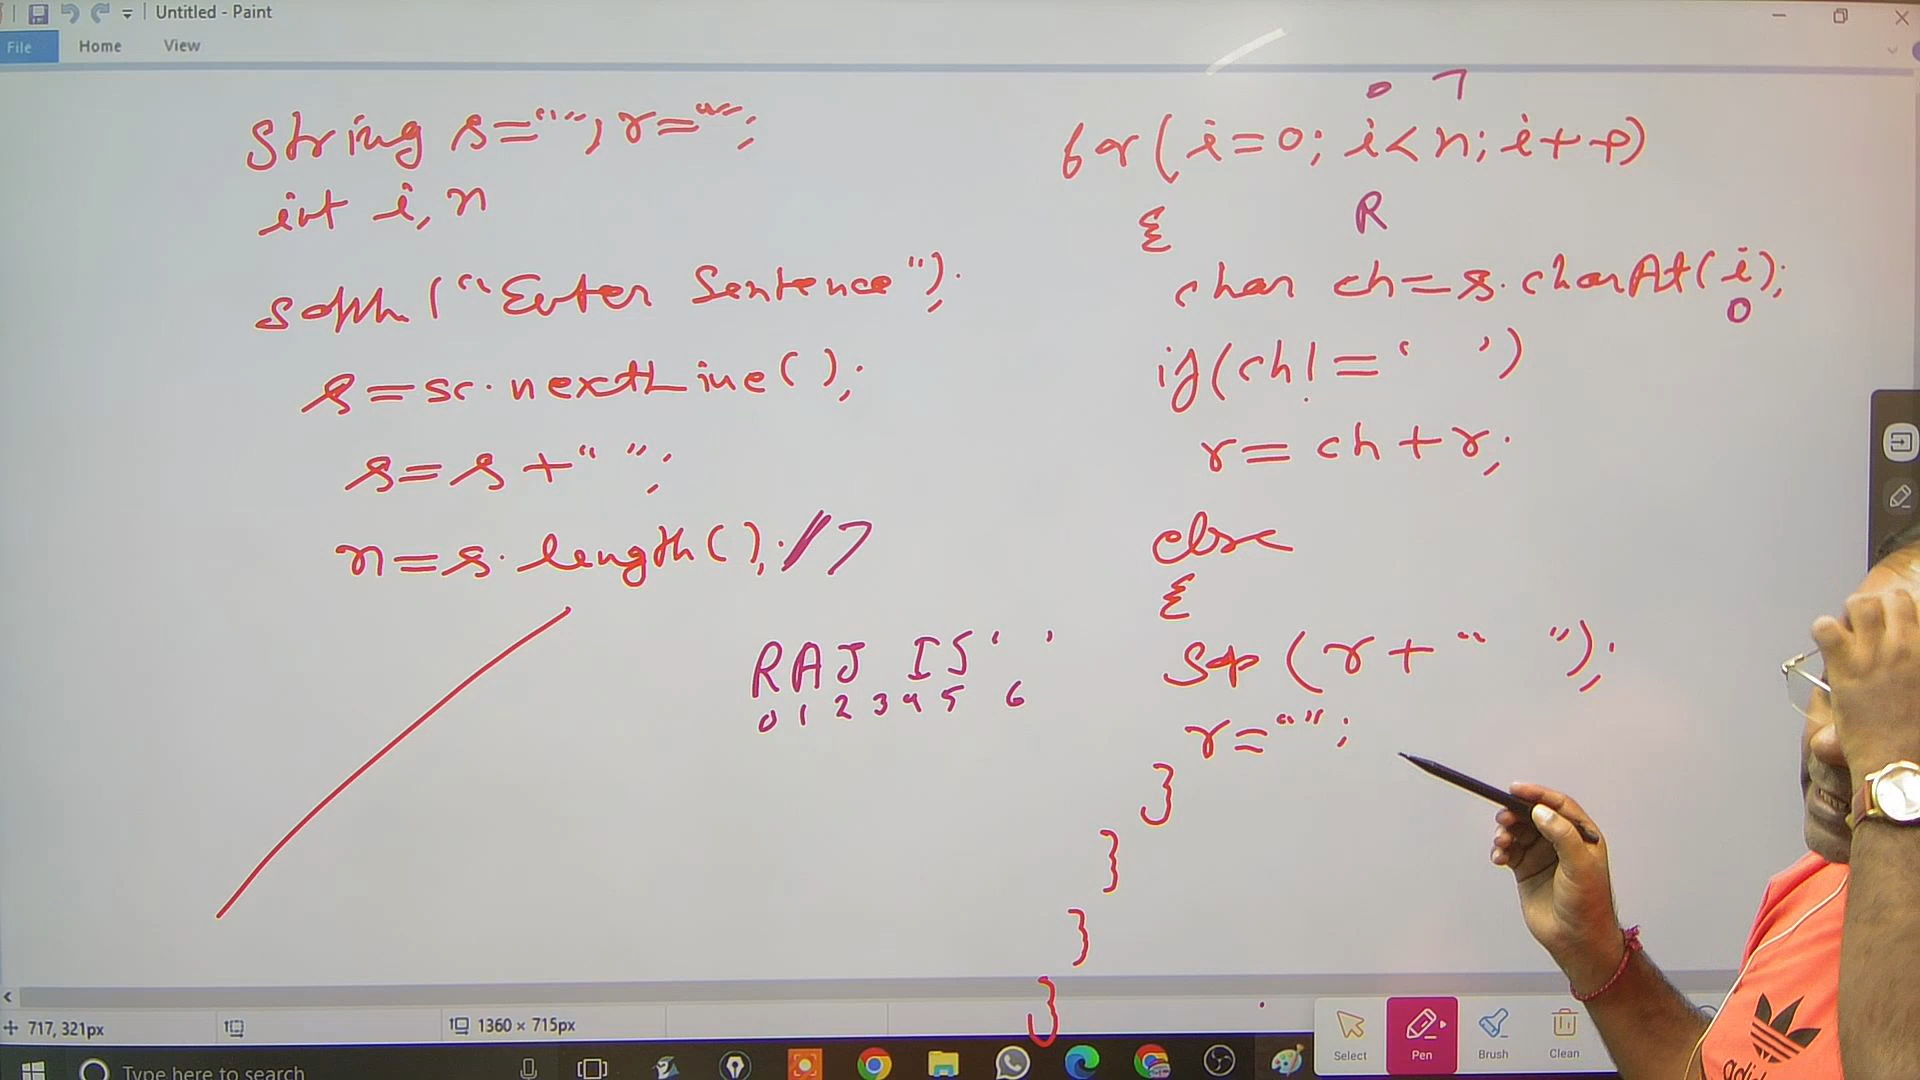 Untitled - Paint
File Home View
String s="", r="";
int i, n
sopln ("Enter Sentence");
s=sc.nextLine();
s=s+" ";
n=s.length(); //7
RAJ IS' '
0 1 2 3 4 5 6
0 7
for(i=0; i<n; i++)
{
R
char ch=s.charAt(i);
0
if(ch!=' ')
r=ch+r;
else
{
Sop (r+" ");
r="";
}
}
}
}
717, 321px
1360 × 715px
Select Pen Brush Clean
Type here to search